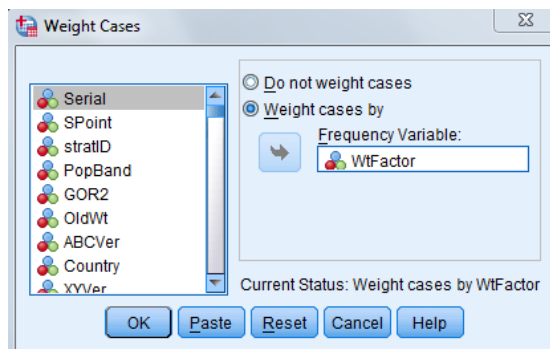 Weight Cases
Serial
SPoint
stratID
PopBand
GOR2
OldWt
ABCVer
Country
XYVer
Do not weight cases
Weight cases by
Frequency Variable:
WtFactor
Current Status: Weight cases by WtFactor
OK Paste Reset Cancel Help